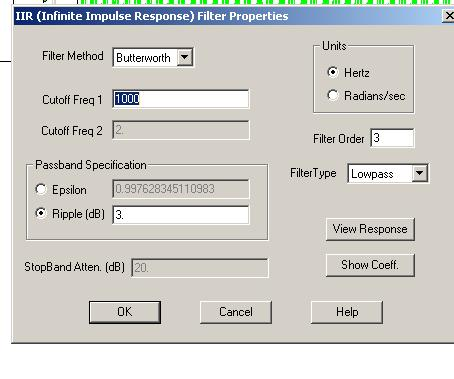 IIR (Infinite Impulse Response) Filter Properties
Filter Method Butterworth
Units
Hertz
Radians/sec
Cutoff Freq 1 1000
Cutoff Freq 2 2.
Filter Order 3
Passband Specification
Epsilon 0.997628345110983
Ripple (dB) 3.
FilterType Lowpass
View Response
StopBand Atten. (dB) 20.
Show Coeff.
OK Cancel Help